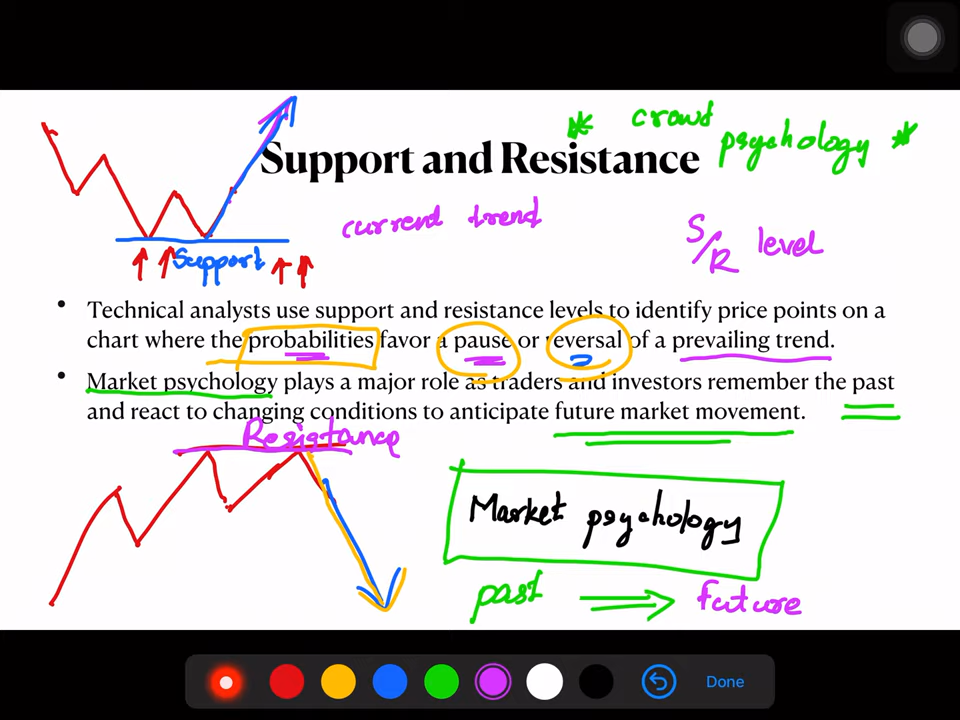 * crowd
psychology *
Support and Resistance
current trend
S/R level
Support
Technical analysts use support and resistance levels to identify price points on a
chart where the probabilities favor a pause or reversal of a prevailing trend.
Market psychology plays a major role as traders and investors remember the past
and react to changing conditions to anticipate future market movement.
Resistance
Market psychology
past → future
Done